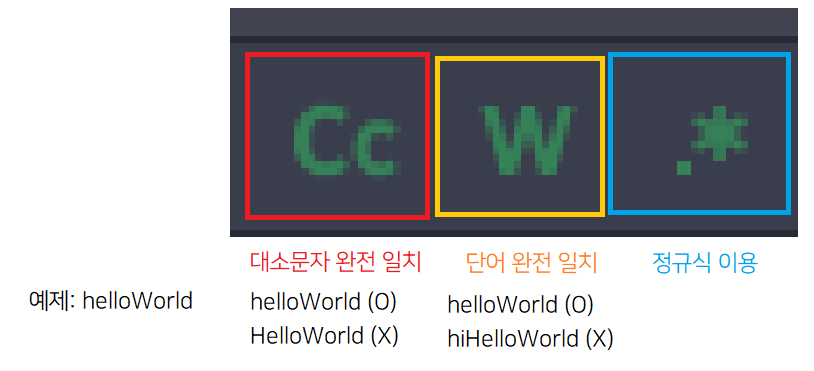 Cc W .*
대소문자 완전 일치 단어 완전 일치 정규식 이용
예제: helloWorld helloWorld (O) helloWorld (O)
HelloWorld (X) hiHelloWorld (X)